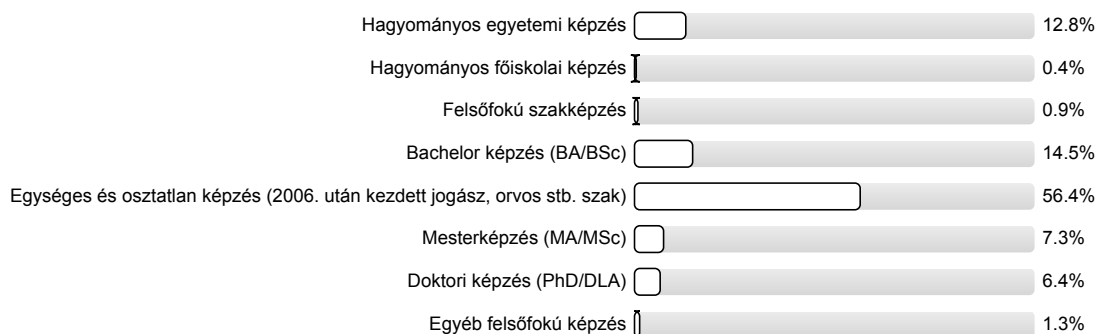 Hagyományos egyetemi képzés 12.8%
Hagyományos főiskolai képzés 0.4%
Felsőfokú szakképzés 0.9%
Bachelor képzés (BA/BSc) 14.5%
Egységes és osztatlan képzés (2006. után kezdett jogász, orvos stb. szak) 56.4%
Mesterképzés (MA/MSc) 7.3%
Doktori képzés (PhD/DLA) 6.4%
Egyéb felsőfokú képzés 1.3%